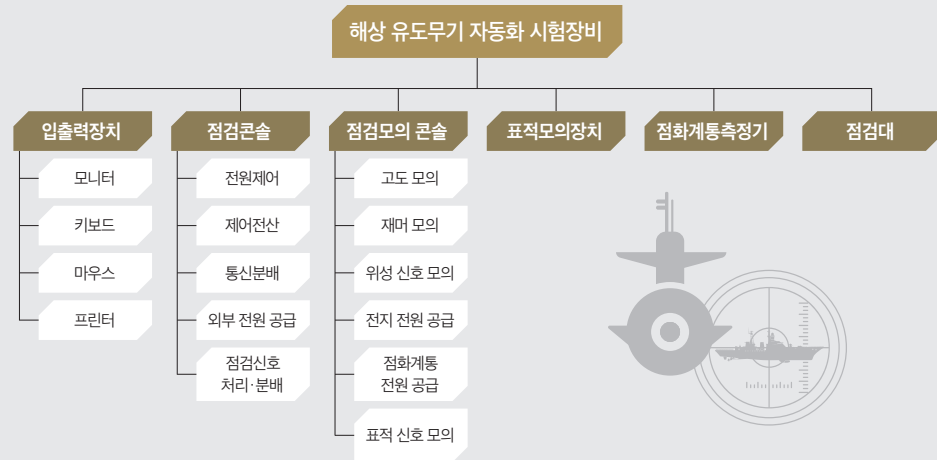 해상 유도무기 자동화 시험장비
입출력장치
모니터
키보드
마우스
프린터
점검콘솔
전원제어
제어전산
통신분배
외부 전원 공급
점검신호
처리·분배
점검모의 콘솔
고도 모의
재머 모의
위성 신호 모의
전지 전원 공급
점화계통
전원 공급
표적 신호 모의
표적모의장치
점화계통측정기
점검대